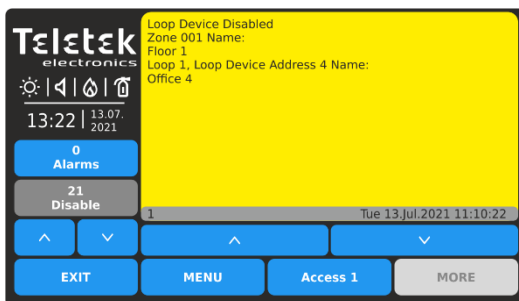 Teletek
electronics
13:22
13.07.
2021
0
Alarms
21
Disable
EXIT
Loop Device Disabled
Zone 001 Name:
Floor 1
Loop 1, Loop Device Address 4 Name:
Office 4
1 Tue 13.Jul.2021 11:10:22
MENU
Access 1
MORE